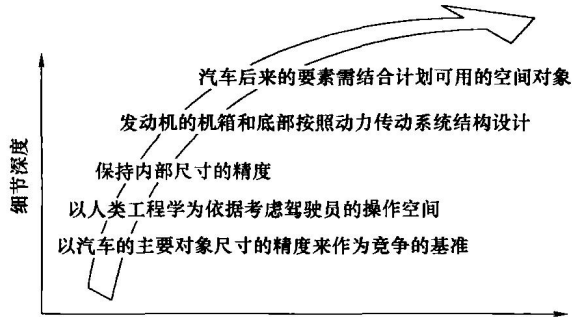 汽车后来的要素需结合计划可用的空间对象
发动机的机箱和底部按照动力传动系统结构设计
保持内部尺寸的精度
以人类工程学为依据考虑驾驶员的操作空间
以汽车的主要对象尺寸的精度来作为竞争的基准
细节深度